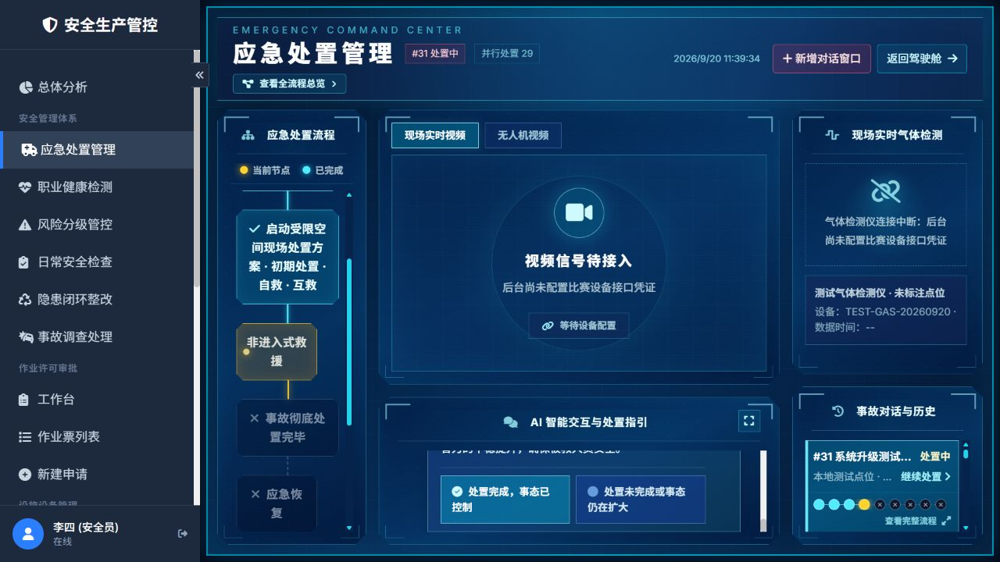 安全生产管控
总体分析
安全管理体系
应急处置管理
职业健康检测
风险分级管控
日常安全检查
隐患闭环整改
事故调查处理
作业许可审批
工作台
作业票列表
新建申请
李四 (安全员)
在线
EMERGENCY COMMAND CENTER
应急处置管理
#31 处置中
并行处置 29
查看全流程总览
2026/9/20 11:39:34
新增对话窗口
返回驾驶舱
应急处置流程
当前节点
已完成
启动受限空
间现场处置方
案 · 初期处置 ·
自救 · 互救
非进入式救
援
事故彻底处
置完毕
应急恢
复
现场实时视频
无人机视频
视频信号待接入
后台尚未配置比赛设备接口凭证
等待设备配置
AI 智能交互与处置指引
处置完成，事态已
控制
处置未完成或事态
仍在扩大
现场实时气体检测
气体检测仪连接中断：后台
尚未配置比赛设备接口凭证
测试气体检测仪 · 未标注点位
设备：TEST-GAS-20260920 ·
数据时间：--
事故对话与历史
#31 系统升级测试...
处置中
本地测试点位 · ...
继续处置
查看完整流程